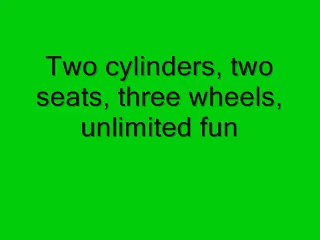 Two cylinders, two
seats, three wheels,
unlimited fun